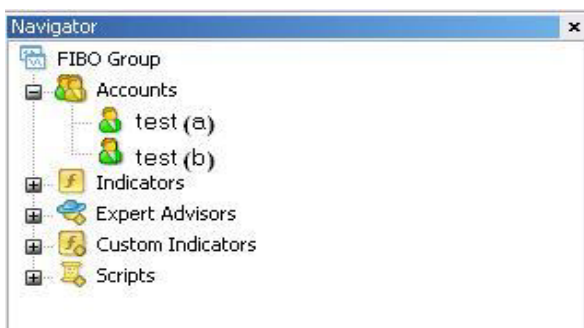 Navigator
FIBO Group
Accounts
test (a)
test (b)
Indicators
Expert Advisors
Custom Indicators
Scripts